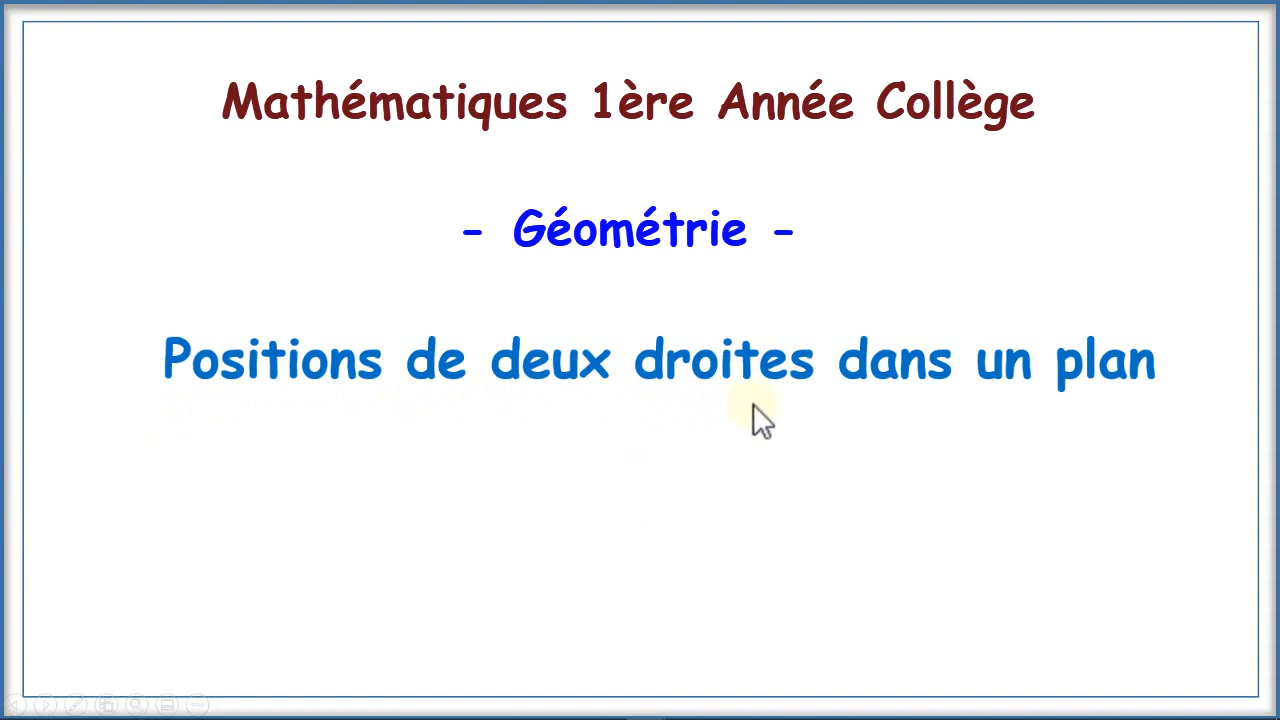 Mathématiques 1ère Année Collège
- Géométrie -
Positions de deux droites dans un plan